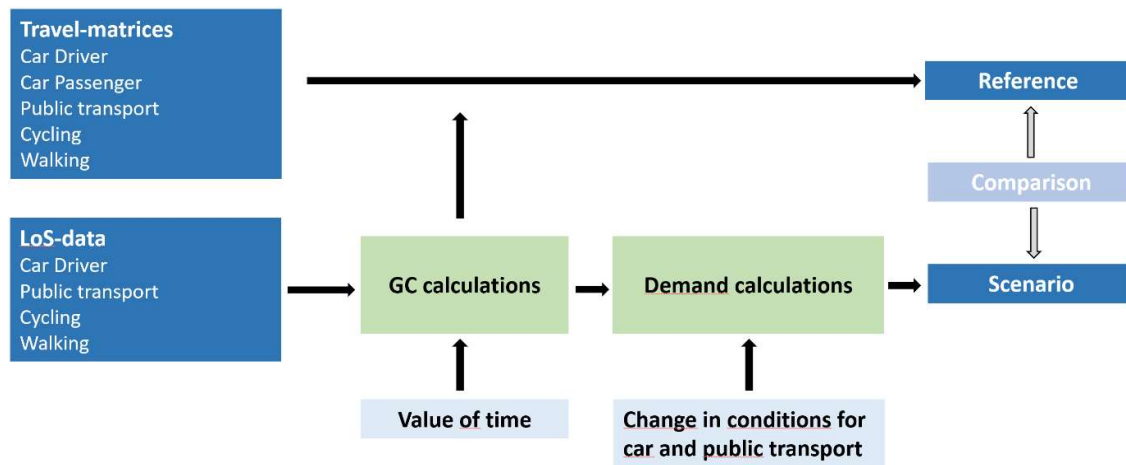 Travel-matrices
Car Driver
Car Passenger
Public transport
Cycling
Walking
Reference
Comparison
LoS-data
Car Driver
Public transport
Cycling
Walking
GC calculations
Demand calculations
Scenario
Value of time
Change in conditions for
car and public transport